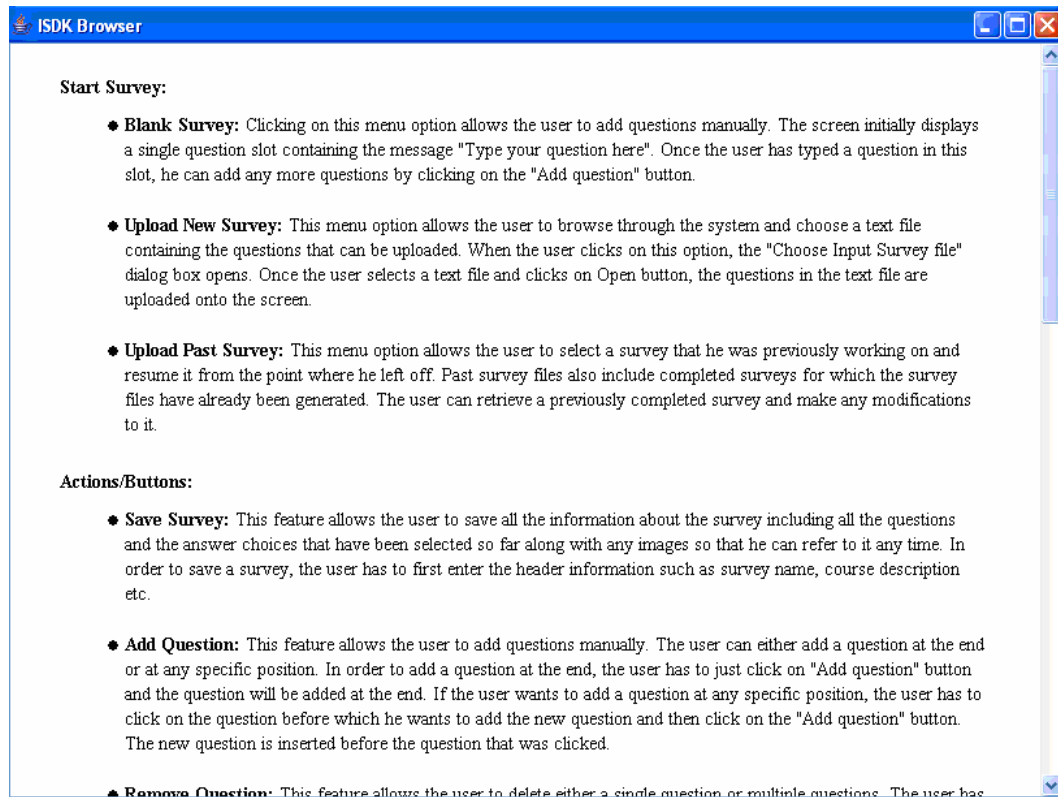 ISDK Browser
Start Survey:
Blank Survey: Clicking on this menu option allows the user to add questions manually. The screen initially displays
a single question slot containing the message "Type your question here". Once the user has typed a question in this
slot, he can add any more questions by clicking on the "Add question" button.
Upload New Survey: This menu option allows the user to browse through the system and choose a text file
containing the questions that can be uploaded. When the user clicks on this option, the "Choose Input Survey file"
dialog box opens. Once the user selects a text file and clicks on Open button, the questions in the text file are
uploaded onto the screen.
Upload Past Survey: This menu option allows the user to select a survey that he was previously working on and
resume it from the point where he left off. Past survey files also include completed surveys for which the survey
files have already been generated. The user can retrieve a previously completed survey and make any modifications
to it.
Actions/Buttons:
Save Survey: This feature allows the user to save all the information about the survey including all the questions
and the answer choices that have been selected so far along with any images so that he can refer to it any time. In
order to save a survey, the user has to first enter the header information such as survey name, course description
etc.
Add Question: This feature allows the user to add questions manually. The user can either add a question at the end
or at any specific position. In order to add a question at the end, the user has to just click on "Add question" button
and the question will be added at the end. If the user wants to add a question at any specific position, the user has to
click on the question before which he wants to add the new question and then click on the "Add question" button.
The new question is inserted before the question that was clicked.
Remove Question: This feature allows the user to delete either a single question or multiple questions. The user has